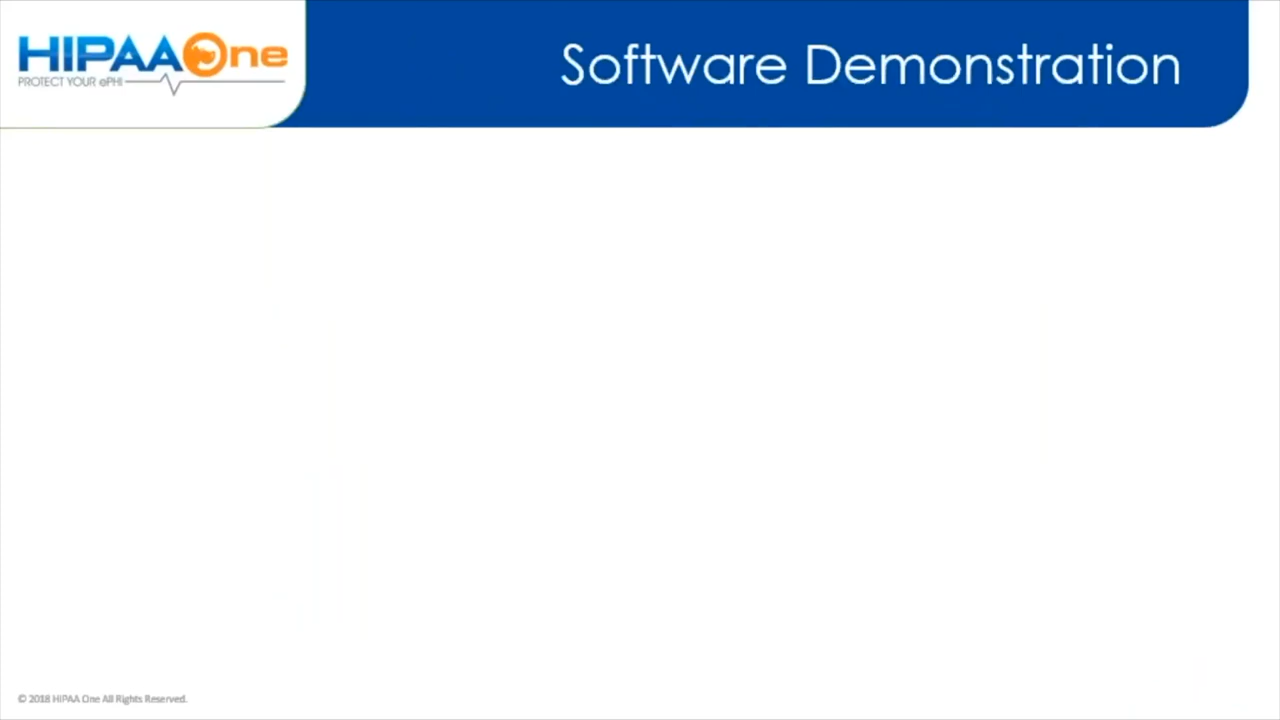 HIPAA One
PROTECT YOUR ePHI
Software Demonstration
© 2018 HIPAA One All Rights Reserved.